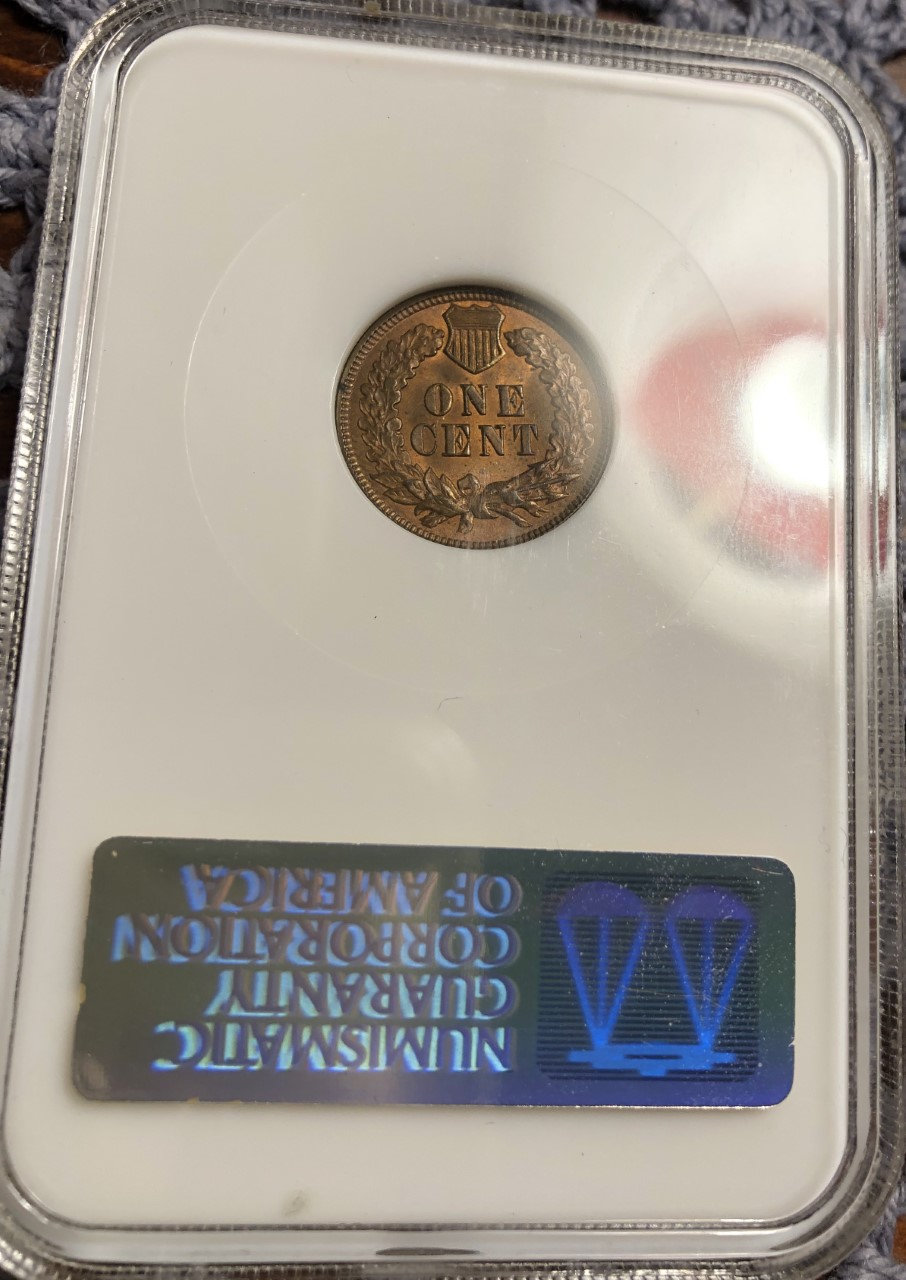 ONE
CENT
NUMISMATIC
GUARANTY
CORPORATION
OF AMERICA